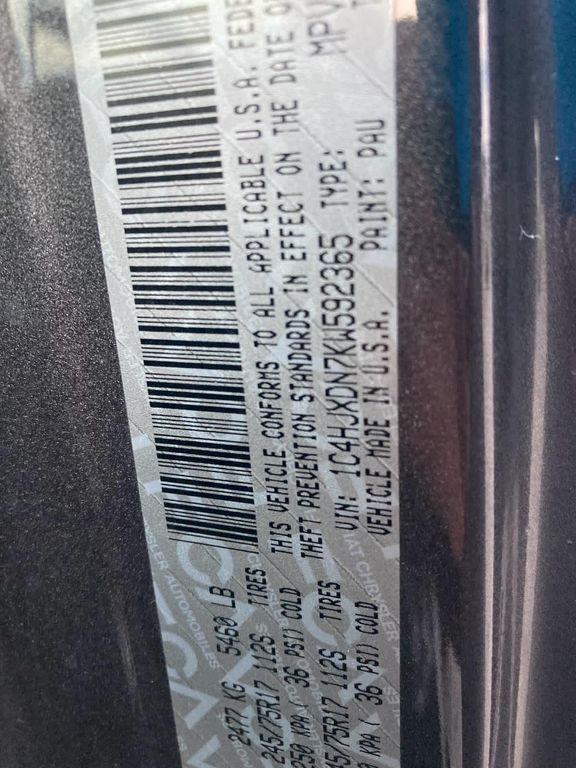 2477 KG 5460 LB
245/75R17 112S TIRES
250 KPA ( 36 PSI) COLD
45/75R17 112S TIRES
KPA ( 36 PSI) COLD
THIS VEHICLE CONFORMS TO ALL APPLICABLE U.S.A. FEDE
THEFT PREVENTION STANDARDS IN EFFECT ON THE DATE O
VIN: 1C4HJXDN7KW592365 TYPE: MPV
VEHICLE MADE IN U.S.A. PAINT: PAU